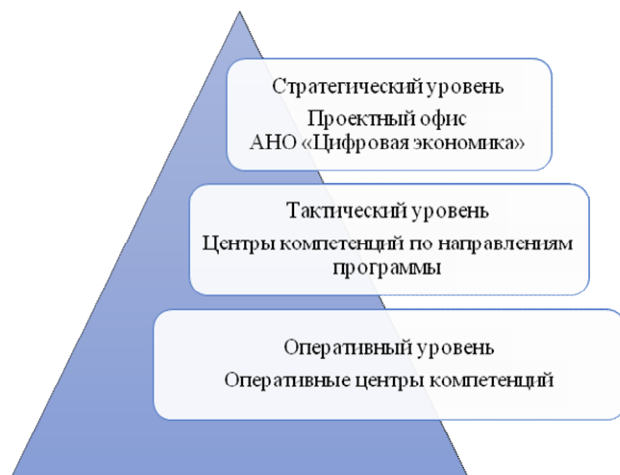 Стратегический уровень
Проектный офис
АНО «Цифровая экономика»
Тактический уровень
Центры компетенций по направлениям
программы
Оперативный уровень
Оперативные центры компетенций